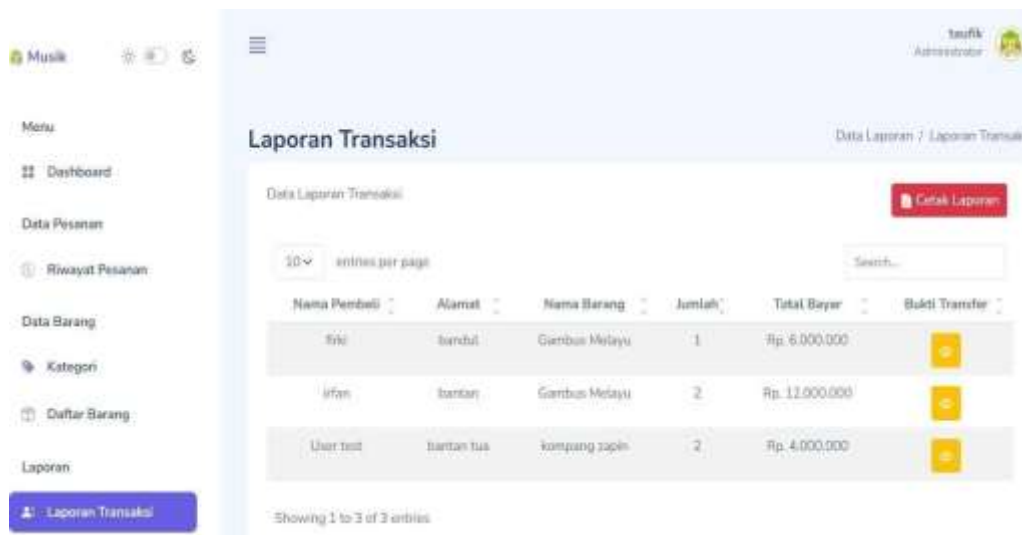 Musik
Menu
Dashboard
Data Pesanan
Riwayat Pesanan
Data Barang
Kategori
Daftar Barang
Laporan
Laporan Transaksi
taufik
Administrator
Laporan Transaksi
Data Laporan / Laporan
Data Laporan Transaksi
Cetak Laporan
10 entries per page
Search...
Nama Pembeli Alamat Nama Barang Jumlah Total Bayar Bukti Transfer
Gambus Melayu 1 Rp. 6.000.000
irfan bantan Gambus Melayu 2 Rp. 12.000.000
User test bantan tua kompang zapin 2 Rp. 4.000.000
Showing 1 to 3 of 3 entries